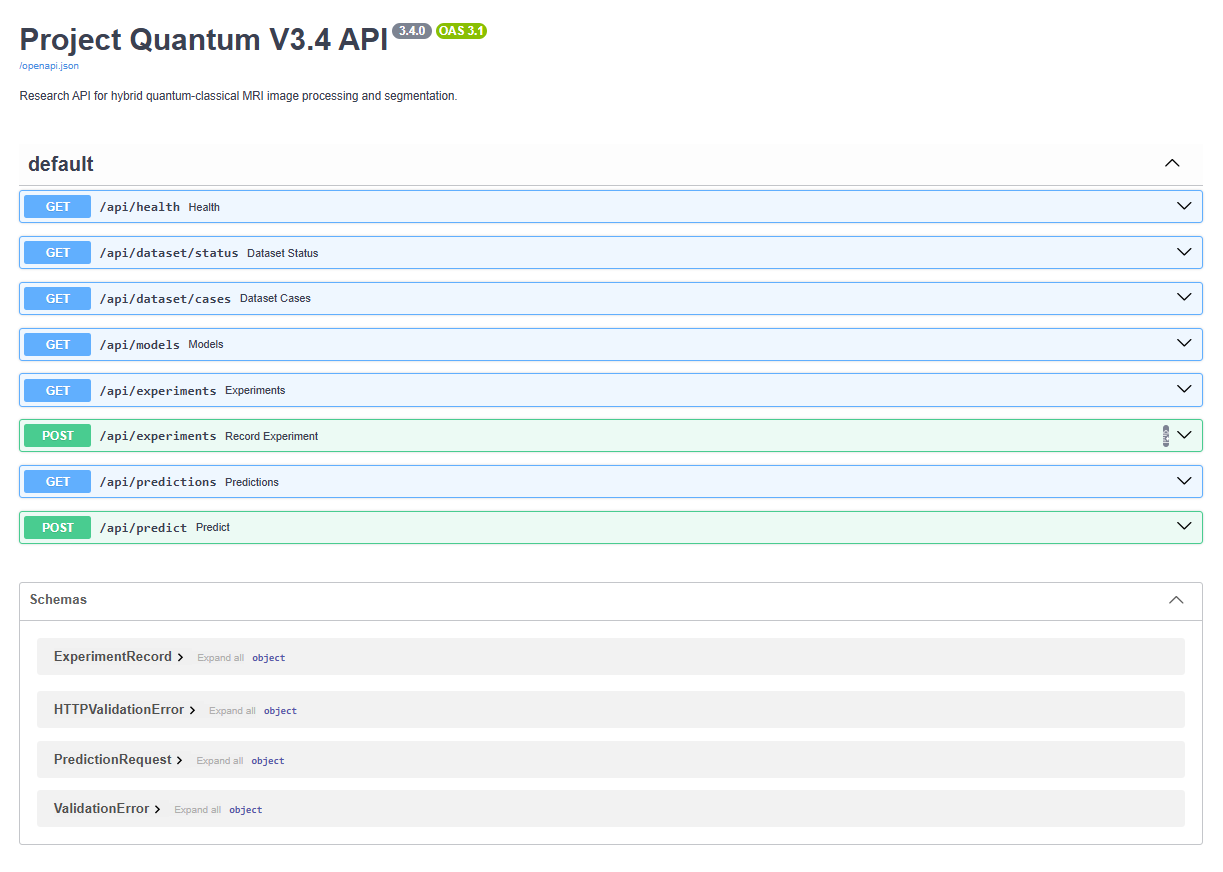 Project Quantum V3.4 API 3.4.0 OAS 3.1
/openapi.json
Research API for hybrid quantum-classical MRI image processing and segmentation.
default
GET /api/health Health
GET /api/dataset/status Dataset Status
GET /api/dataset/cases Dataset Cases
GET /api/models Models
GET /api/experiments Experiments
POST /api/experiments Record Experiment
GET /api/predictions Predictions
POST /api/predict Predict
Schemas
ExperimentRecord Expand all object
HTTPValidationError Expand all object
PredictionRequest Expand all object
ValidationError Expand all object